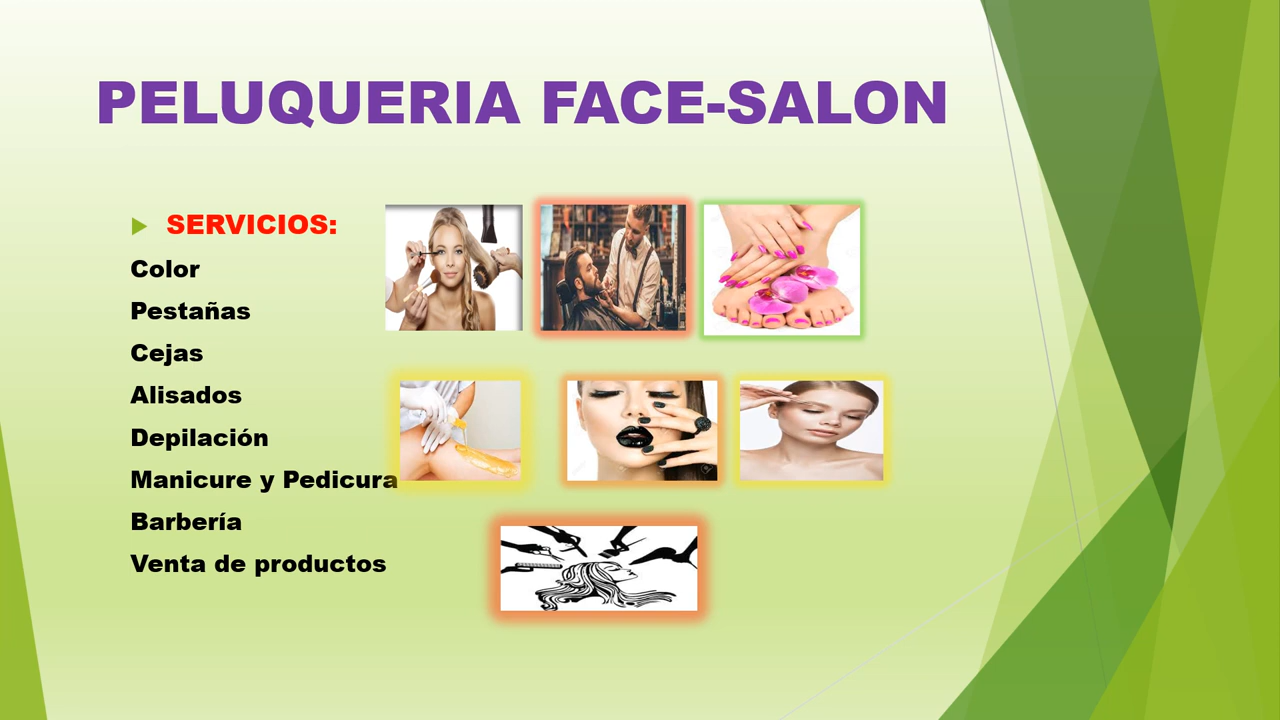 PELUQUERIA FACE-SALON
SERVICIOS:
Color
Pestañas
Cejas
Alisados
Depilación
Manicure y Pedicura
Barbería
Venta de productos